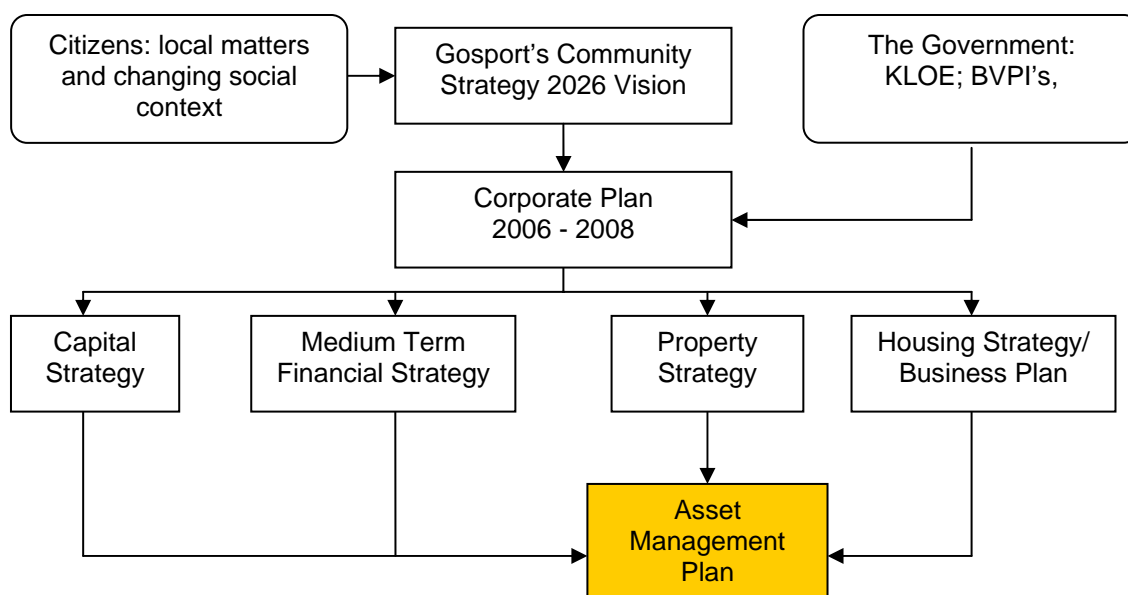 Citizens: local matters
and changing social
context
Gosport's Community
Strategy 2026 Vision
The Government:
KLOE; BVPI's,
Corporate Plan
2006 - 2008
Capital
Strategy
Medium Term
Financial Strategy
Property
Strategy
Housing Strategy/
Business Plan
Asset
Management
Plan